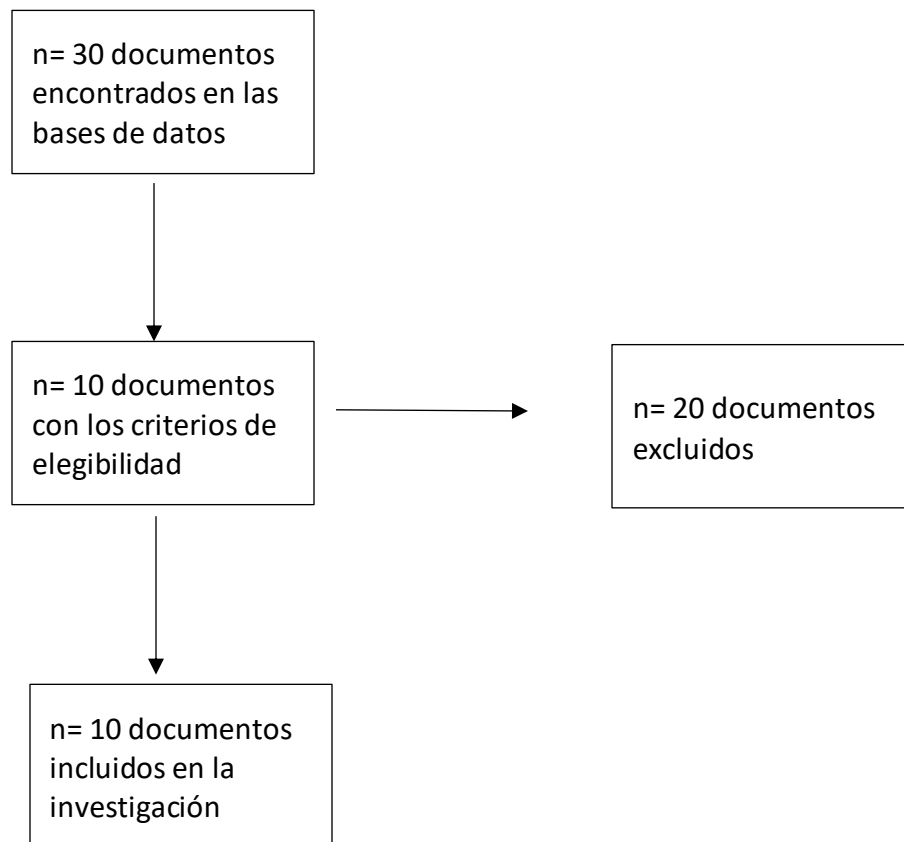 n= 30 documentos
encontrados en las
bases de datos
n= 10 documentos
con los criterios de
elegibilidad
n= 20 documentos
excluidos
n= 10 documentos
incluidos en la
investigación